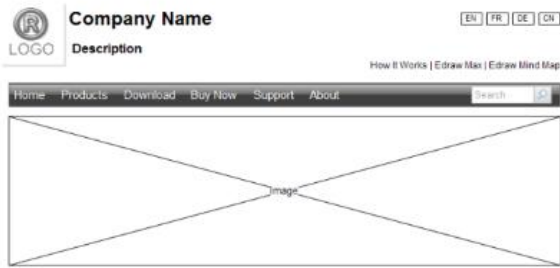 ® LOGO
Company Name
Description
EN FR DE CN
How It Works | Edraw Max | Edraw Mind Map
Home Products Download Buy Now Support About Search
Image